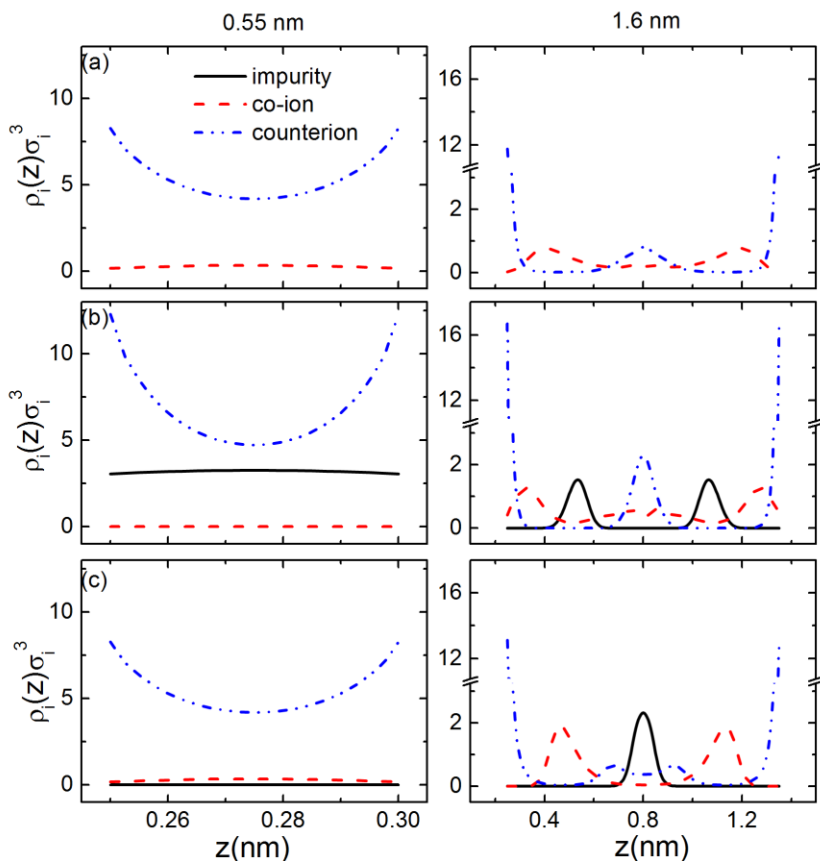 0.55 nm
1.6 nm
(a)
impurity
co-ion
counterion
ρᵢ(z)σᵢ³
10
5
0
16
12
2
0
(b)
ρᵢ(z)σᵢ³
10
5
0
16
12
2
0
(c)
ρᵢ(z)σᵢ³
10
5
0
16
12
2
0
0.26 0.28 0.30
0.4 0.8 1.2
z(nm)
z(nm)